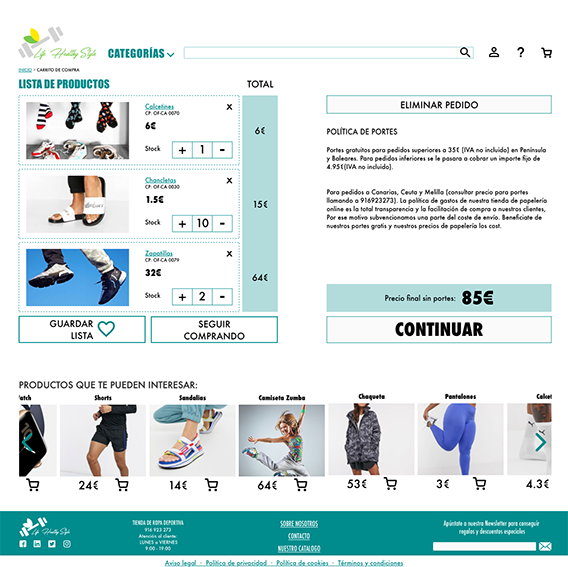 Life Healthy Style
CATEGORÍAS
?
INICIO > CARRITO DE COMPRA
LISTA DE PRODUCTOS
TOTAL
Calcetines
X
CP: OF-CA 0070
6€
Stock
+ 1 -
6€
Chancletas
X
CP: OF-CA 0030
1.5€
Stock
+ 10 -
15€
Zapatillas
X
CP: OF-CA 0079
32€
Stock
+ 2 -
64€
GUARDAR
LISTA
SEGUIR
COMPRANDO
ELIMINAR PEDIDO
POLÍTICA DE PORTES
Portes gratuitos para pedidos superiores a 35€ (IVA no incluido) en Península
y Baleares. Para pedidos inferiores se le pasara a cobrar un importe fijo de
4.95€(IVA no incluido).
Para pedidos a Canarias, Ceuta y Melilla (consultar precio para portes
llamando a 916923273). La política de gastos de nuestra tienda de papelería
online es la total transparencia y la facilitación de compra a nuestras clientes,
Por ese motivo subvencionamos una parte del coste de envío. Beneficiate de
nuestros portes gratis y nuestros precios de papelería los cost.
Precio final sin portes: 85€
CONTINUAR
PRODUCTOS QUE TE PUEDEN INTERESAR:
atch
Shorts
Sandalias
Camiseta Zumba
Chaqueta
Pantalones
Calcet
24€
14€
64€
53€
3€
4.3€
Life Healthy Style
TIENDA DE ROPA DEPORTIVA
916 923 273
Atención al cliente:
LUNES a VIERNES
9:00 - 19:00
SOBRE NOSOTROS
CONTACTO
NUESTRO CATALOGO
Apúntate a nuestra Newsletter para conseguir
regalos y descuentos especiales
Aviso legal · Política de privacidad · Política de cookies · Términos y condiciones